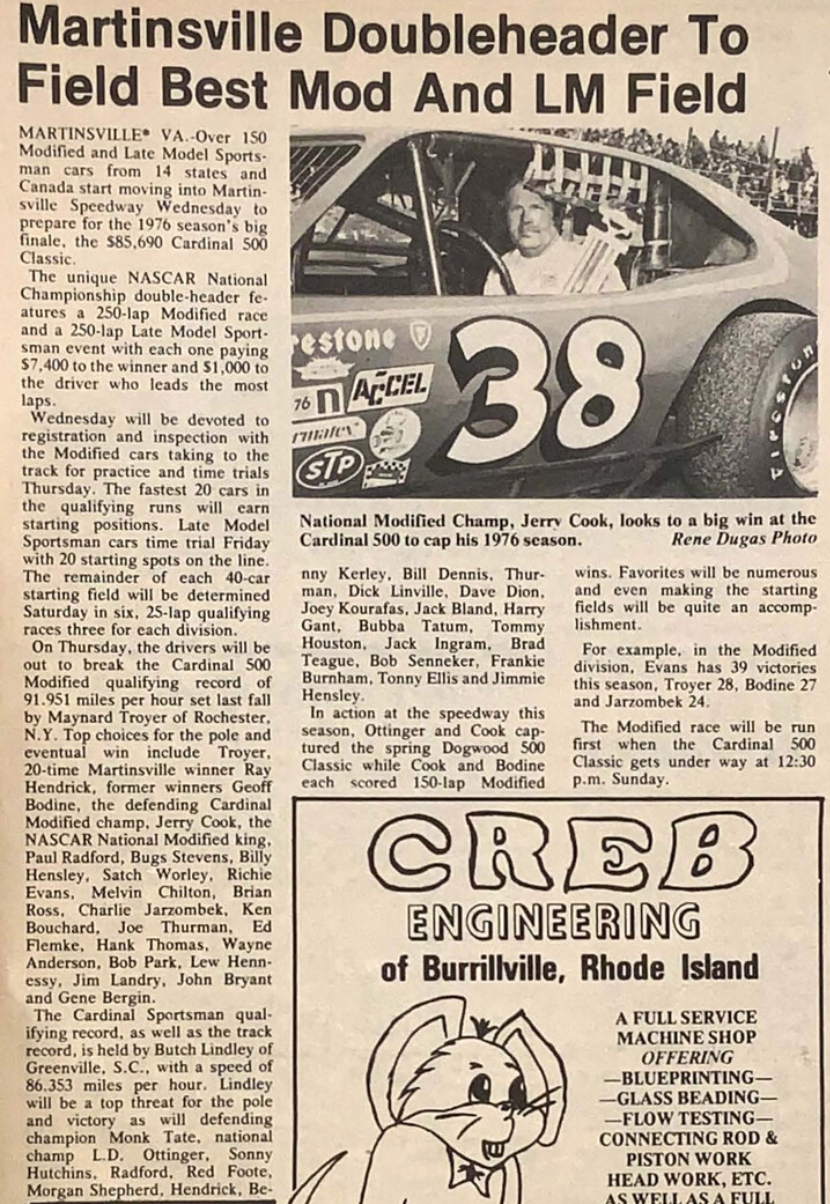 Martinsville Doubleheader To
Field Best Mod And LM Field
MARTINSVILLE* VA.-Over 150
Modified and Late Model Sports-
man cars from 14 states and
Canada start moving into Martin-
sville Speedway Wednesday to
prepare for the 1976 season's big
finale, the $85,690 Cardinal 500
Classic.
The unique NASCAR National
Championship double-header fe-
atures a 250-lap Modified race
and a 250-lap Late Model Sport-
sman event with each one paying
$7,400 to the winner and $1,000 to
the driver who leads the most
laps.
Wednesday will be devoted to
registration and inspection with
the Modified cars taking to the
track for practice and time trials
Thursday. The fastest 20 cars in
the qualifying runs will earn
starting positions. Late Model
Sportsman cars time trial Friday
with 20 starting spots on the line.
The remainder of each 40-car
starting field will be determined
Saturday in six, 25-lap qualifying
races three for each division.
On Thursday, the drivers will be
out to break the Cardinal 500
Modified qualifying record of
91.951 miles per hour set last fall
by Maynard Troyer of Rochester,
N.Y. Top choices for the pole and
eventual win include Troyer,
20-time Martinsville winner Ray
Hendrick, former winners Geoff
Bodine, the defending Cardinal
Modified champ, Jerry Cook, the
NASCAR National Modified king,
Paul Radford, Bugs Stevens, Billy
Hensley, Satch Worley, Richie
Evans, Melvin Chilton, Brian
Ross, Charlie Jarzombek, Ken
Bouchard, Joe Thurman, Ed
Flemke, Hank Thomas, Wayne
Anderson, Bob Park, Lew Henn-
essy, Jim Landry, John Bryant
and Gene Bergin.
The Cardinal Sportsman qual-
ifying record, as well as the track
record, is held by Butch Lindley of
Greenville, S.C., with a speed of
86.353 miles per hour. Lindley
will be a top threat for the pole
and victory as will defending
champion Monk Tate, national
champ L.D. Ottinger, Sonny
Hutchins, Radford, Red Foote,
Morgan Shepherd, Hendrick, Be-
restone
ACCEL
76 n
rmatex
STP
38
FIRESTON
National Modified Champ, Jerry Cook, looks to a big win at the
Cardinal 500 to cap his 1976 season. Rene Dugas Photo
nny Kerley, Bill Dennis, Thur-
man, Dick Linville, Dave Dion,
Joey Kourafas, Jack Bland, Harry
Gant, Bubba Tatum, Tommy
Houston, Jack Ingram, Brad
Teague, Bob Senneker, Frankie
Burnham, Tonny Ellis and Jimmie
Hensley.
In action at the speedway this
season, Ottinger and Cook cap-
tured the spring Dogwood 500
Classic while Cook and Bodine
each scored 150-lap Modified
wins. Favorites will be numerous
and even making the starting
fields will be quite an accomp-
lishment.
For example, in the Modified
division, Evans has 39 victories
this season, Troyer 28, Bodine 27
and Jarzombek 24.
The Modified race will be run
first when the Cardinal 500
Classic gets under way at 12:30
p.m. Sunday.
CREB
ENGINEERING
of Burrillville, Rhode Island
A FULL SERVICE
MACHINE SHOP
OFFERING
—BLUEPRINTING—
—GLASS BEADING—
—FLOW TESTING—
CONNECTING ROD &
PISTON WORK
HEAD WORK, ETC.
AS WELL AS A FULL